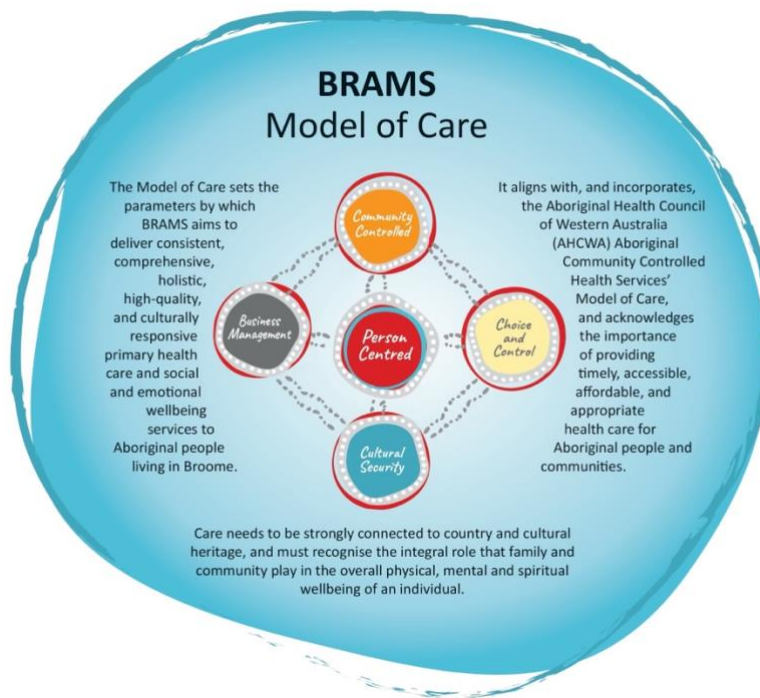 BRAMS
Model of Care
The Model of Care sets the
parameters by which
BRAMS aims to
deliver consistent,
comprehensive,
holistic,
high-quality,
and culturally
responsive
primary health
care and social
and emotional
wellbeing
services to
Aboriginal people
living in Broome.
Community
Controlled
Business
Management
Person
Centred
Choice
and
Control
Cultural
Security
It aligns with, and incorporates,
the Aboriginal Health Council
of Western Australia
(AHCWA) Aboriginal
Community Controlled
Health Services’
Model of Care,
and acknowledges
the importance
of providing
timely, accessible,
affordable, and
appropriate
health care for
Aboriginal people and
communities.
Care needs to be strongly connected to country and cultural
heritage, and must recognise the integral role that family and
community play in the overall physical, mental and spiritual
wellbeing of an individual.